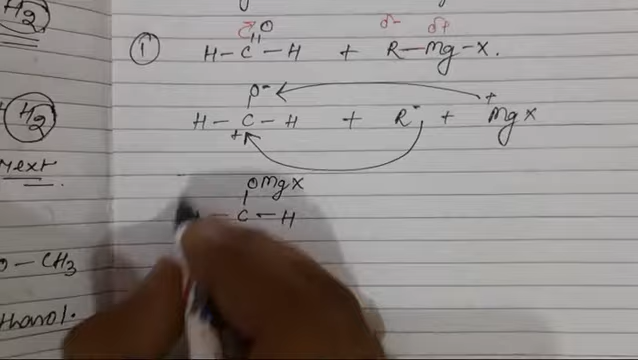 H2
① H-C-H + R-Mg-X.
O
δ- δ+
H2
O-
H-C-H + R- + MgX
+ +
Next
OMgX
C-H
O-CH3
thanol.